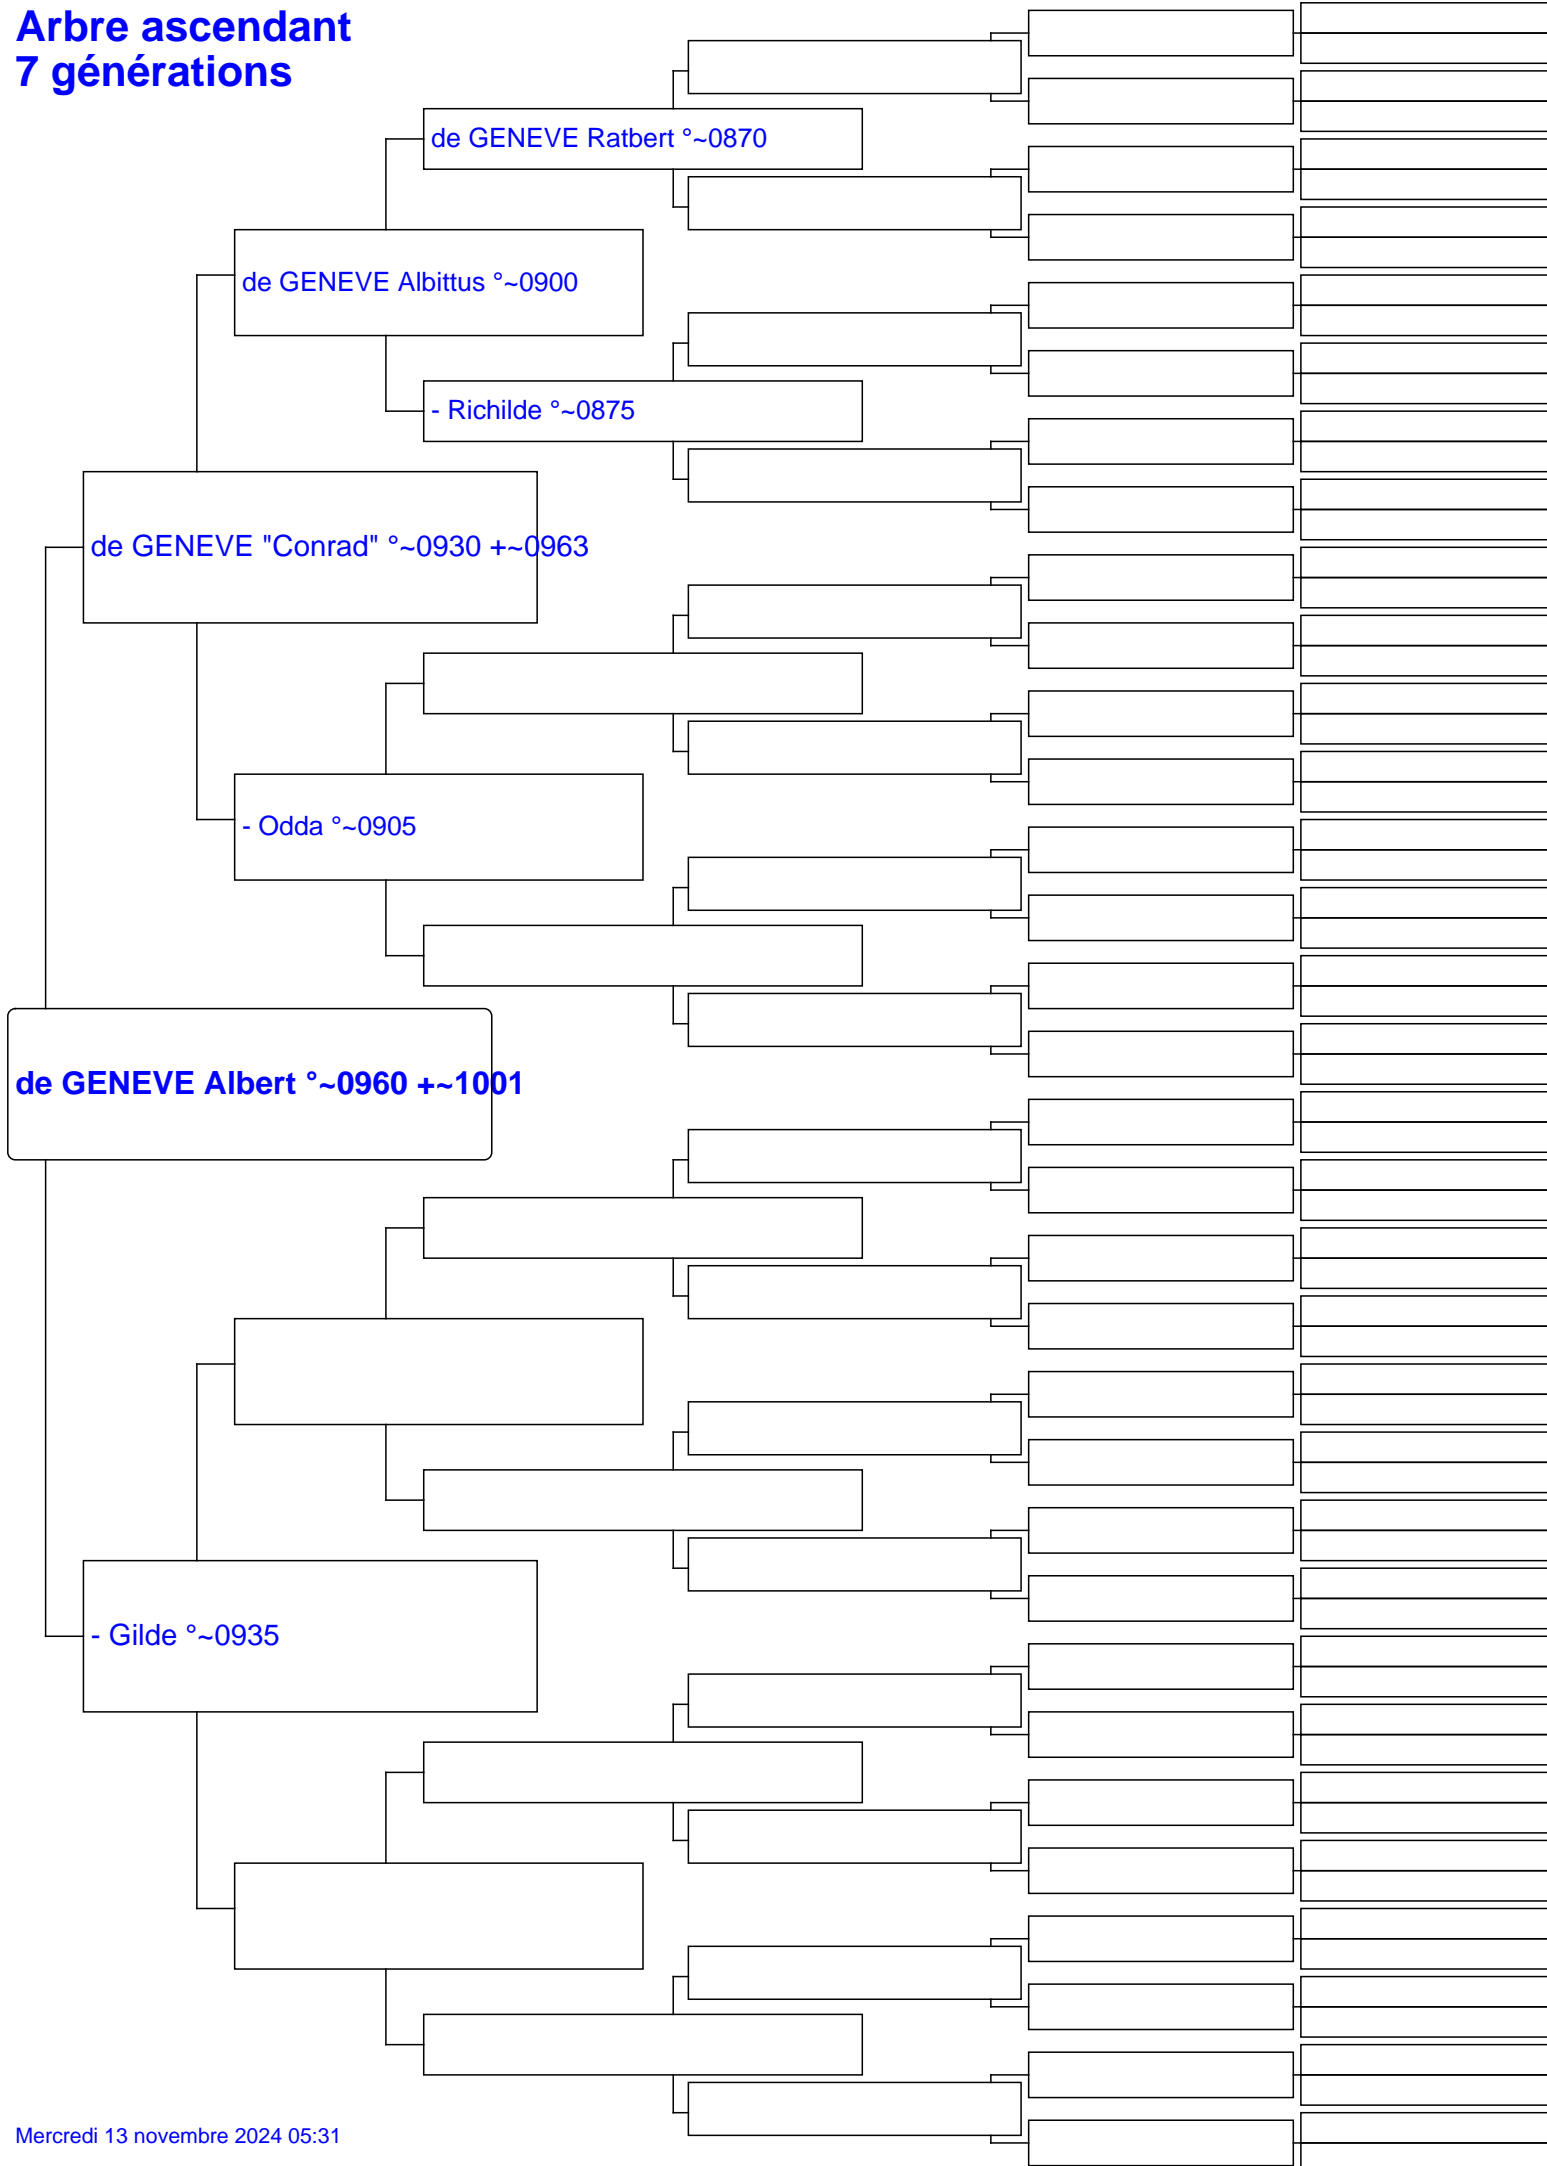 Arbre ascendant
7 générations
de GENEVE Ratbert °~0870
de GENEVE Albittus °~0900
- Richilde °~0875
de GENEVE "Conrad" °~0930 +~0963
- Odda °~0905
de GENEVE Albert °~0960 +~1001
- Gilde °~0935
Mercredi 13 novembre 2024 05:31